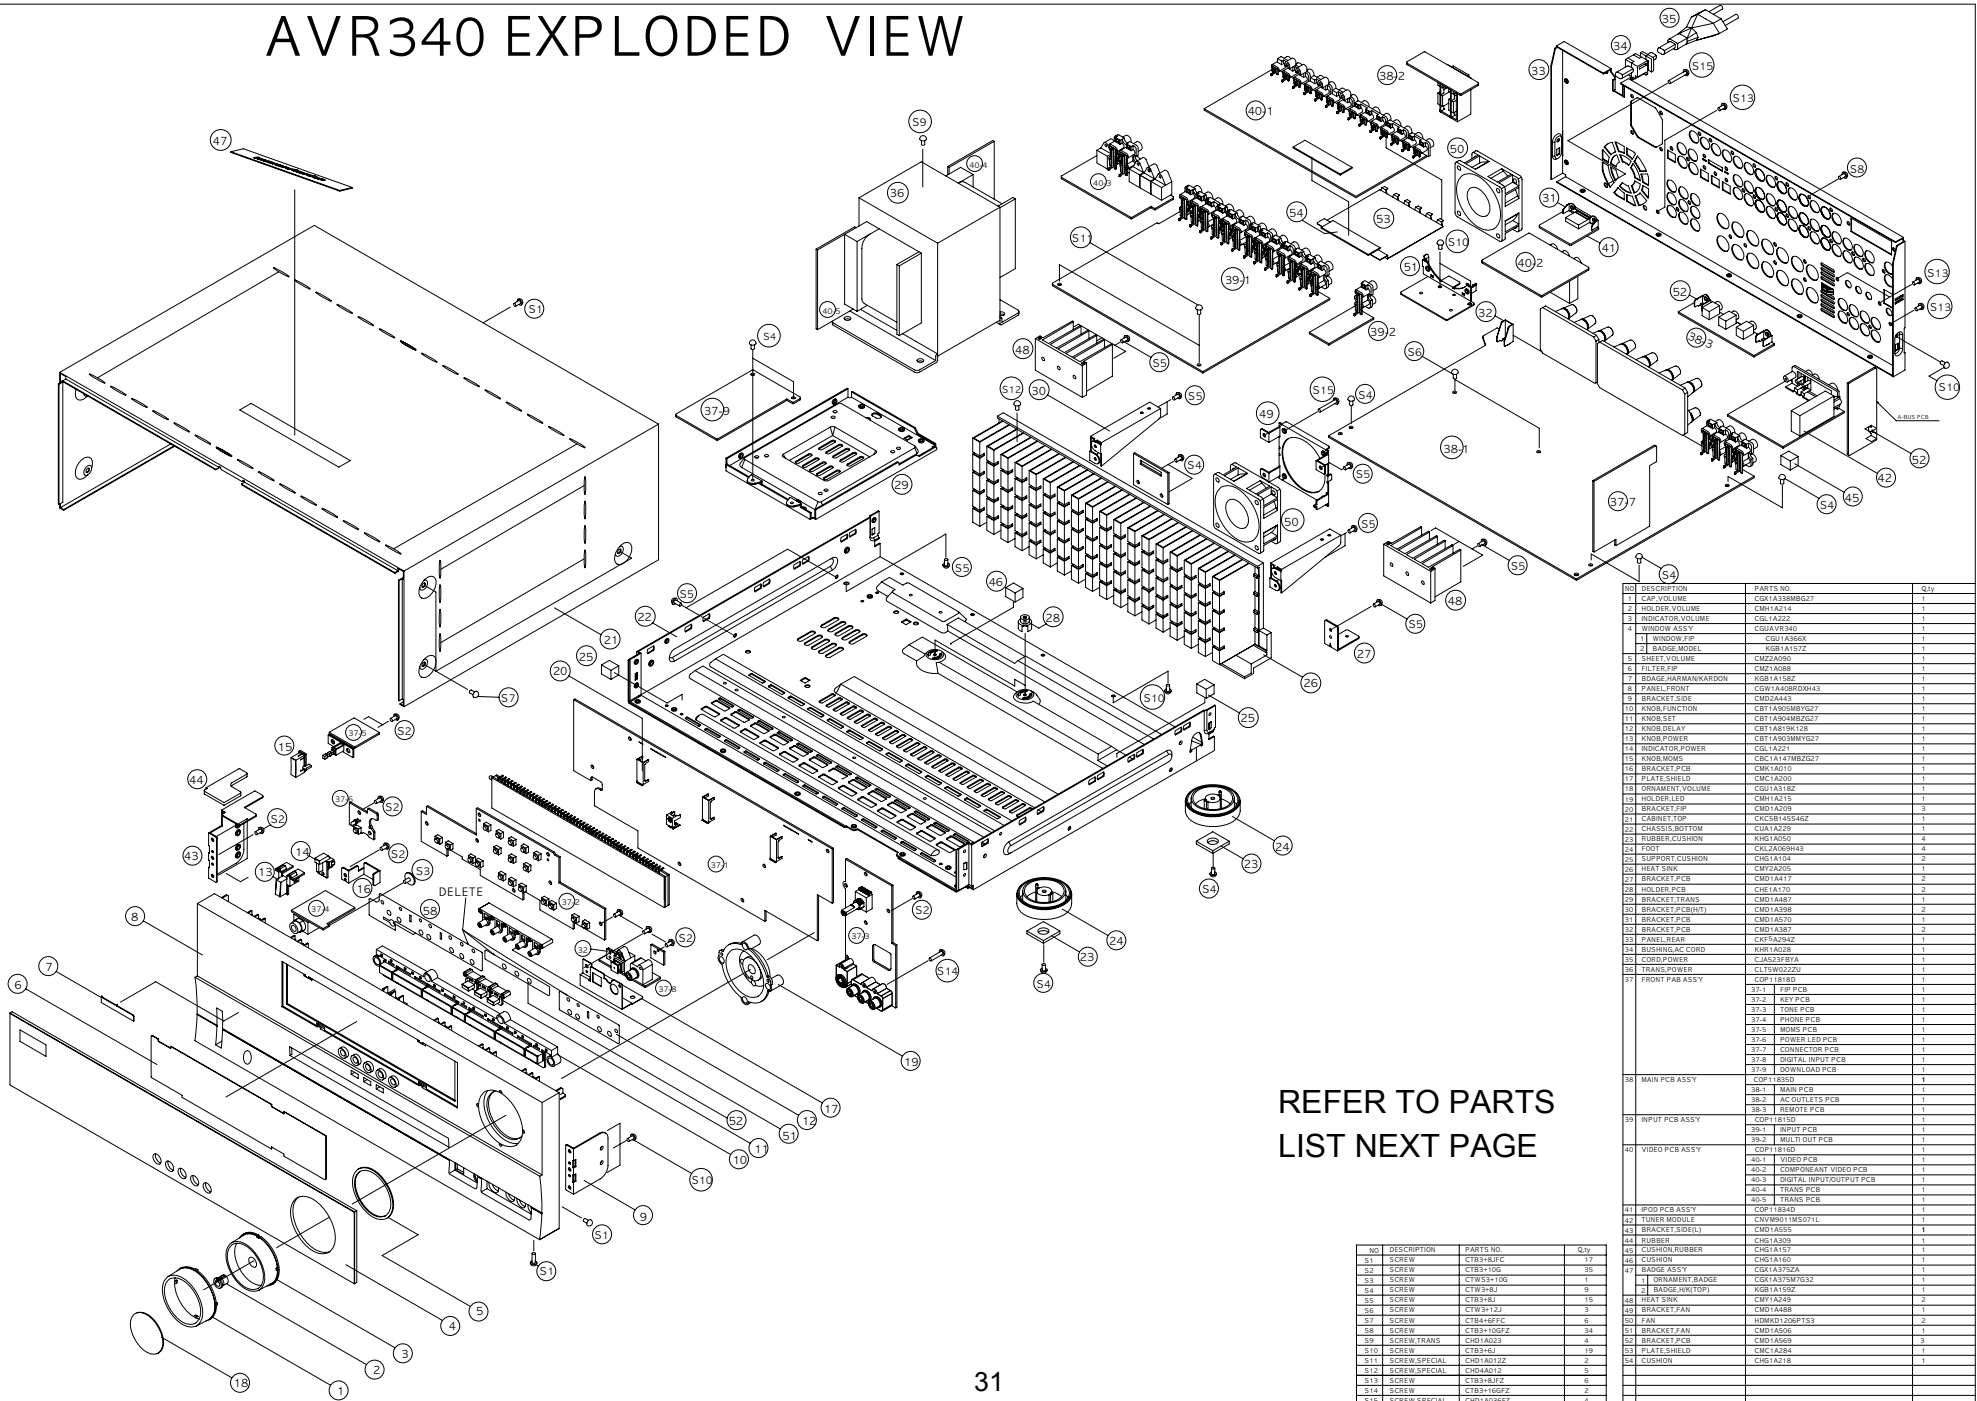 AVR340 EXPLODED VIEW
REFER TO PARTS
LIST NEXT PAGE
DELETE
A-BUS PCB
NO DESCRIPTION PARTS NO. Q,ty
1 CAP,VOLUME CGX1A338MBG27 1
2 HOLDER,VOLUME CMH1A214 1
3 INDICATOR,VOLUME CGL1A222 1
4 WINDOW ASS'Y CGUAVR340 1
1 WINDOW,FIP CGU1A366X 1
2 BADGE,MODEL KGB1A157Z 1
5 SHEET,VOLUME CMZ2A090 1
6 FILTER,FIP CMZ1A088 1
7 BDAGE,HARMAN/KARDON KGB1A158Z 1
8 PANEL,FRONT CGW1A408RDXH43 1
9 BRACKET,SIDE CMD2A443 1
10 KNOB,FUNCTION CBT1A905MBYG27 1
11 KNOB,SET CBT1A904MBZG27 1
12 KNOB,DELAY CBT1A819K128 1
13 KNOB,POWER CBT1A903MMYG27 1
14 INDICATOR,POWER CGL1A221 1
15 KNOB,MOMS CBC1A147MBZG27 1
16 BRACKET,PCB CMK1A010 1
17 PLATE,SHIELD CMC1A200 1
18 ORNAMENT,VOLUME CGU1A318Z 1
19 HOLDER,LED CMH1A215 1
20 BRACKET,FIP CMD1A209 3
21 CABINET,TOP CKC5B145S46Z 1
22 CHASSIS,BOTTOM CUA1A229 1
23 RUBBER,CUSHION KHG1A050 4
24 FOOT CKL2A069H43 4
25 SUPPORT,CUSHION CHG1A104 2
26 HEAT SINK CMY2A205 1
27 BRACKET,PCB CMD1A417 2
28 HOLDER,PCB CHE1A170 2
29 BRACKET,TRANS CMD1A487 1
30 BRACKET,PCB(H/T) CMD1A398 2
31 BRACKET,PCB CMD1A570 1
32 BRACKET,PCB CMD1A387 2
33 PANEL,REAR CKF5A294Z 1
34 BUSHING,AC CORD KHR1A028 1
35 CORD,POWER CJA523FBYA 1
36 TRANS,POWER CLT5W022ZU 1
37 FRONT PAB ASS'Y COP11818D 1
37-1 FIP PCB 1
37-2 KEY PCB 1
37-3 TONE PCB 1
37-4 PHONE PCB 1
37-5 MOMS PCB 1
37-6 POWER LED PCB 1
37-7 CONNECTOR PCB 1
37-8 DIGITAL INPUT PCB 1
37-9 DOWNLOAD PCB 1
38 MAIN PCB ASS'Y COP11835D 1
38-1 MAIN PCB 1
38-2 AC OUTLETS PCB 1
38-3 REMOTE PCB 1
39 INPUT PCB ASS'Y COP11815D 1
39-1 INPUT PCB 1
39-2 MULTI OUT PCB 1
40 VIDEO PCB ASS'Y COP11816D 1
40-1 VIDEO PCB 1
40-2 COMPONEANT VIDEO PCB 1
40-3 DIGITAL INPUT/OUTPUT PCB 1
40-4 TRANS PCB 1
40-5 TRANS PCB 1
41 IPOD PCB ASS'Y COP11834D 1
42 TUNER MODULE CNVM9011MS071L 1
43 BRACKET,SIDE(L) CMD1A555 1
44 RUBBER CHG1A309 1
45 CUSHION,RUBBER CHG1A157 1
46 CUSHION CHG1A160 1
47 BADGE ASS'Y CGX1A375ZA 1
1 ORNAMENT,BADGE CGX1A375M7G32 1
2 BADGE,H/K(TOP) KGB1A159Z 1
48 HEAT SINK CMY1A249 2
49 BRACKET,FAN CMD1A488 1
50 FAN HDMKD1206PTS3 2
51 BRACKET,FAN CMD1A506 1
52 BRACKET,PCB CMD1A569 3
53 PLATE,SHIELD CMC1A284 1
54 CUSHION CHG1A218 1
NO DESCRIPTION PARTS NO. Q,ty
S1 SCREW CTB3+8JFC 17
S2 SCREW CTB3+10G 35
S3 SCREW CTWS3+10G 1
S4 SCREW CTW3+8J 9
S5 SCREW CTB3+8J 15
S6 SCREW CTW3+12J 3
S7 SCREW CTB4+6FFC 6
S8 SCREW CTB3+10GFZ 34
S9 SCREW,TRANS CHD1A023 4
S10 SCREW CTB3+6J 19
S11 SCREW,SPECIAL CHD1A012Z 2
S12 SCREW,SPECIAL CHD4A012 5
S13 SCREW CTB3+8JFZ 6
S14 SCREW CTB3+16GFZ 2
S15 SCREW,SPECIAL CHD1A036FZ 4
31